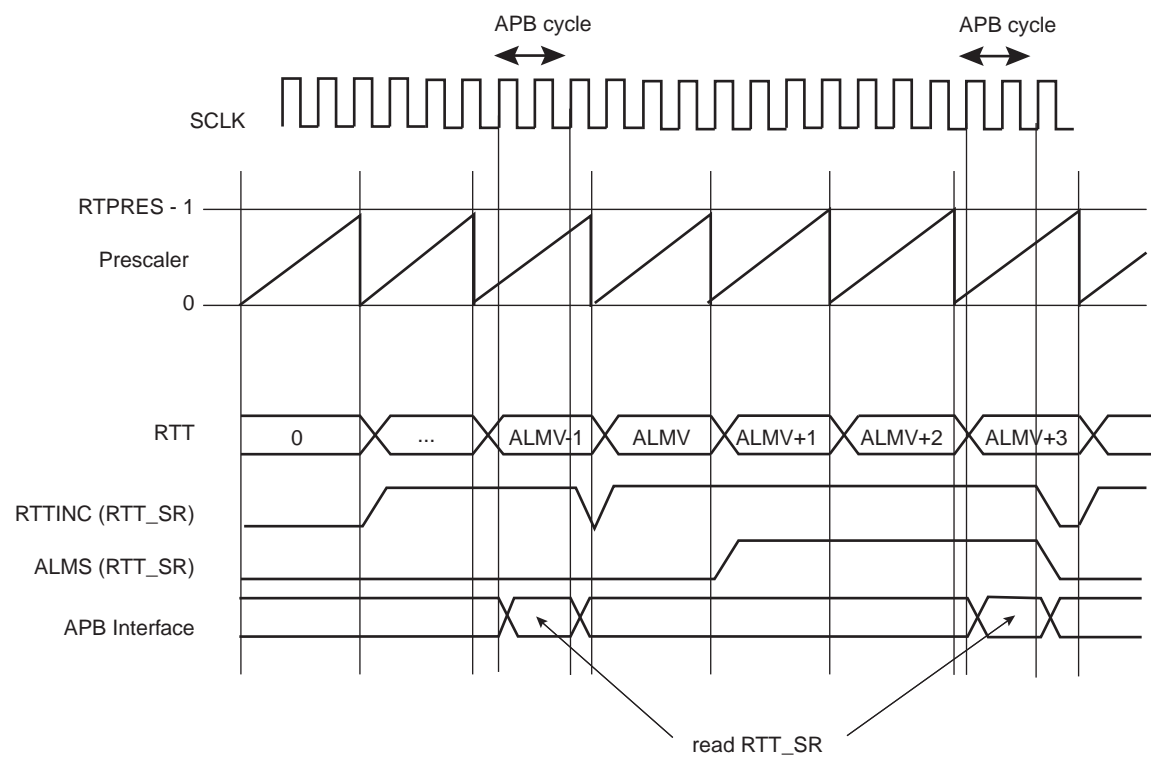 APB cycle
APB cycle
SCLK
RTPRES - 1
Prescaler
0
RTT
0
...
ALMV-1
ALMV
ALMV+1
ALMV+2
ALMV+3
RTTINC (RTT_SR)
ALMS (RTT_SR)
APB Interface
read RTT_SR